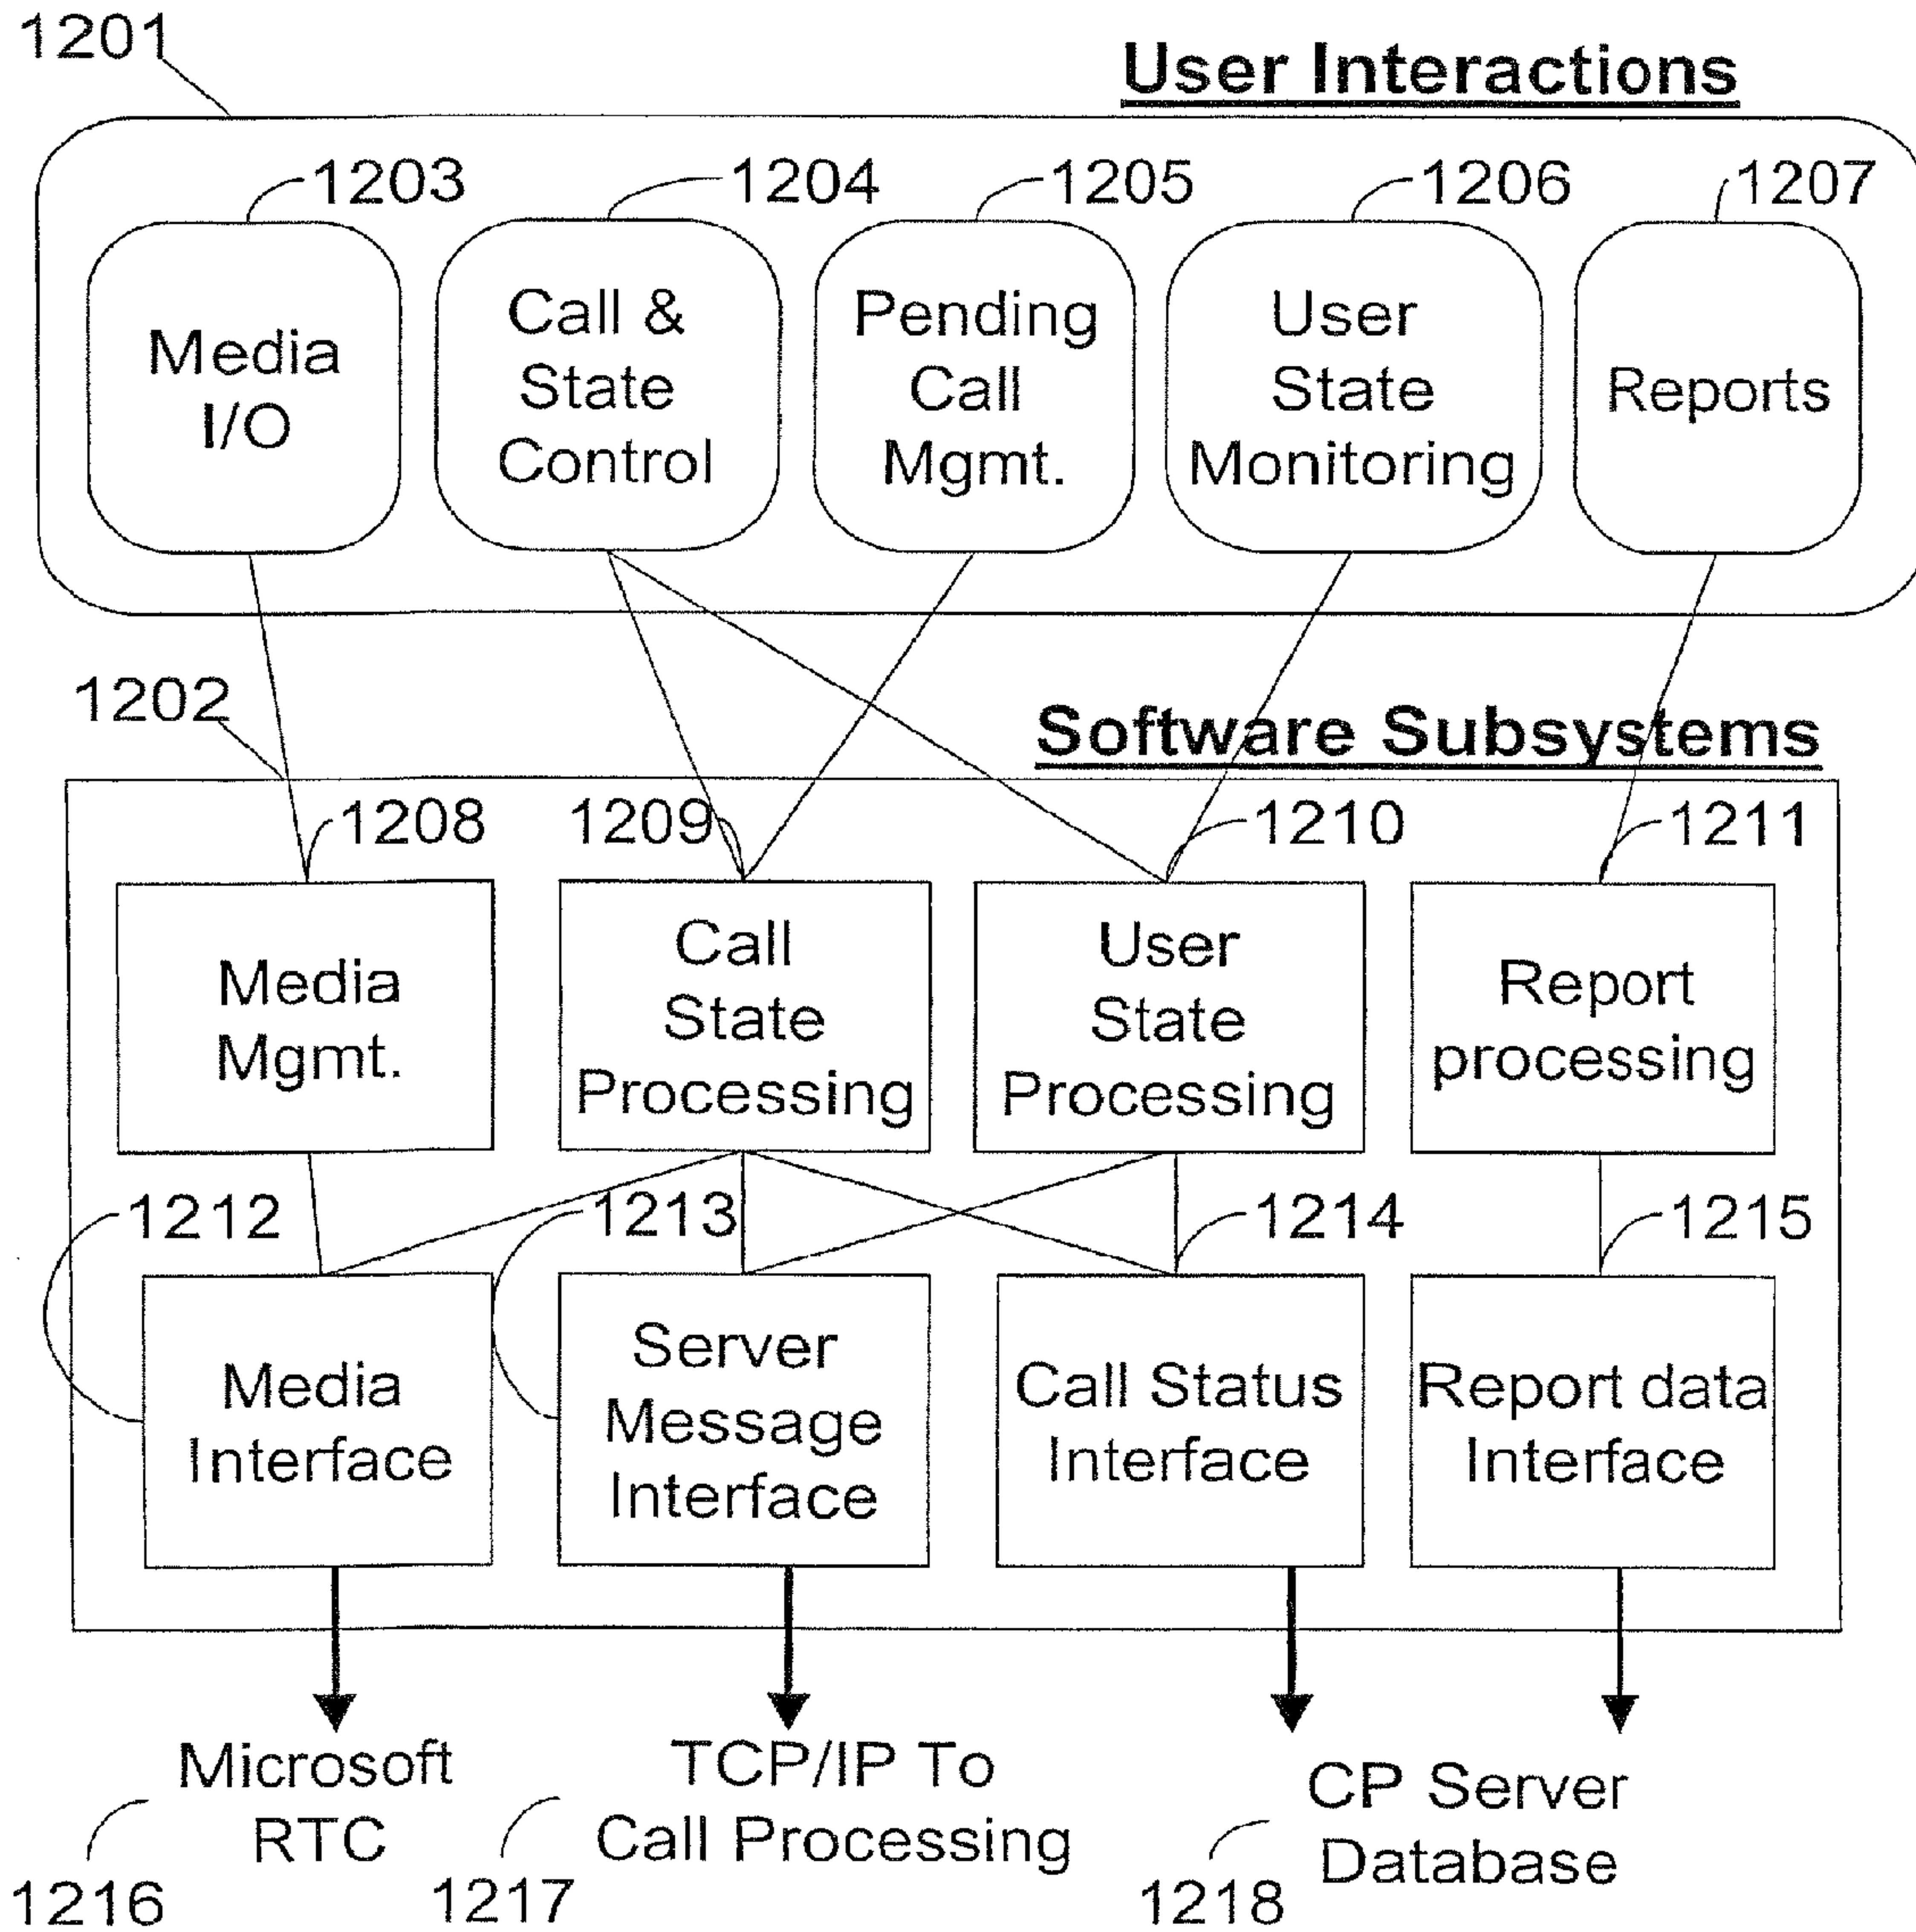 1201
User Interactions
1203
1204
1205
1206
1207
Media
I/O
Call &
State
Control
Pending
Call
Mgmt.
User
State
Monitoring
Reports
1202
Software Subsystems
1208
1209
1210
1211
Media
Mgmt.
Call
State
Processing
User
State
Processing
Report
processing
1212
1213
1214
1215
Media
Interface
Server
Message
Interface
Call Status
Interface
Report data
Interface
Microsoft
RTC
1216
TCP/IP To
Call Processing
1217
CP Server
Database
1218